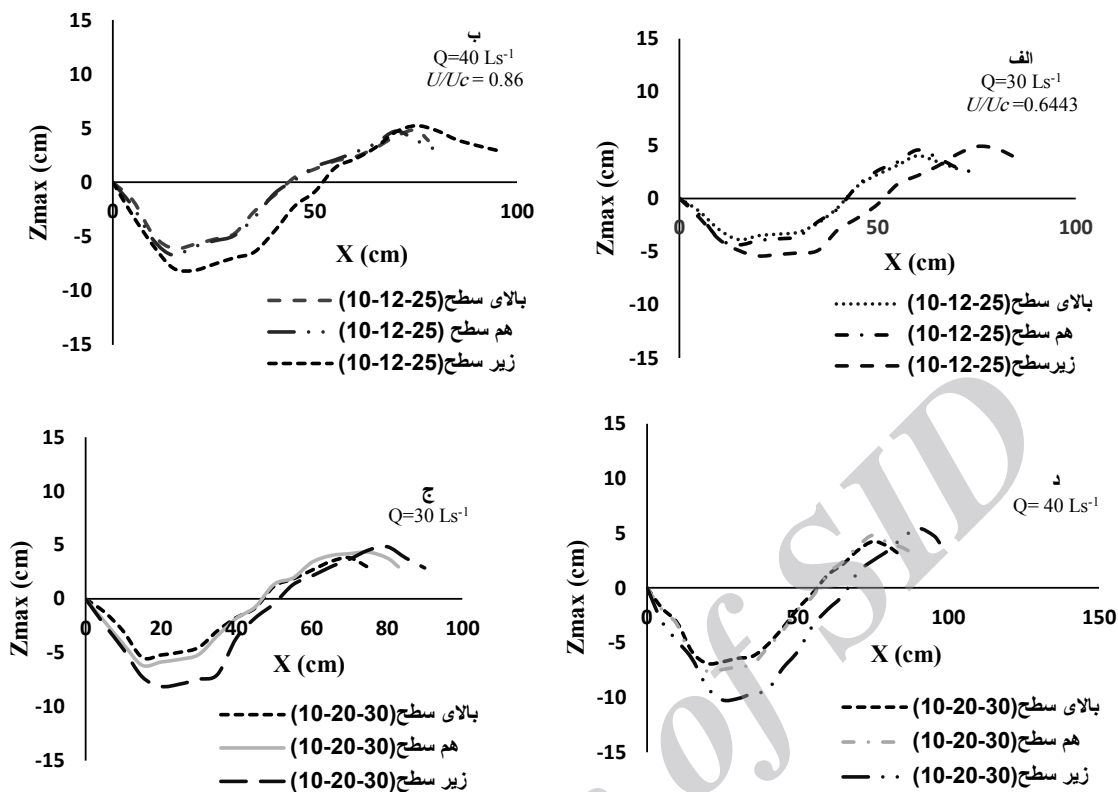 الف
Q=30 Ls-1
U/Uc =0.6443
15
10
5
0
-5
-10
-15
0
50
100
Zmax (cm)
X (cm)
بالای سطح(25-12-10)
هم سطح(25-12-10)
زیرسطح(25-12-10)
ب
Q=40 Ls-1
U/Uc = 0.86
15
10
5
0
-5
-10
-15
0
50
100
Zmax (cm)
X (cm)
بالای سطح(25-12-10)
هم سطح (25-12-10)
زیر سطح(25-12-10)
د
Q= 40 Ls-1
15
10
5
0
-5
-10
-15
0
50
100
150
Zmax (cm)
X (cm)
بالای سطح(30-20-10)
هم سطح(30-20-10)
زیر سطح(30-20-10)
ج
Q=30 Ls-1
15
10
5
0
-5
-10
-15
0
20
40
60
80
100
Zmax (cm)
X (cm)
بالای سطح(30-20-10)
هم سطح(30-20-10)
زیر سطح(30-20-10)
of SID